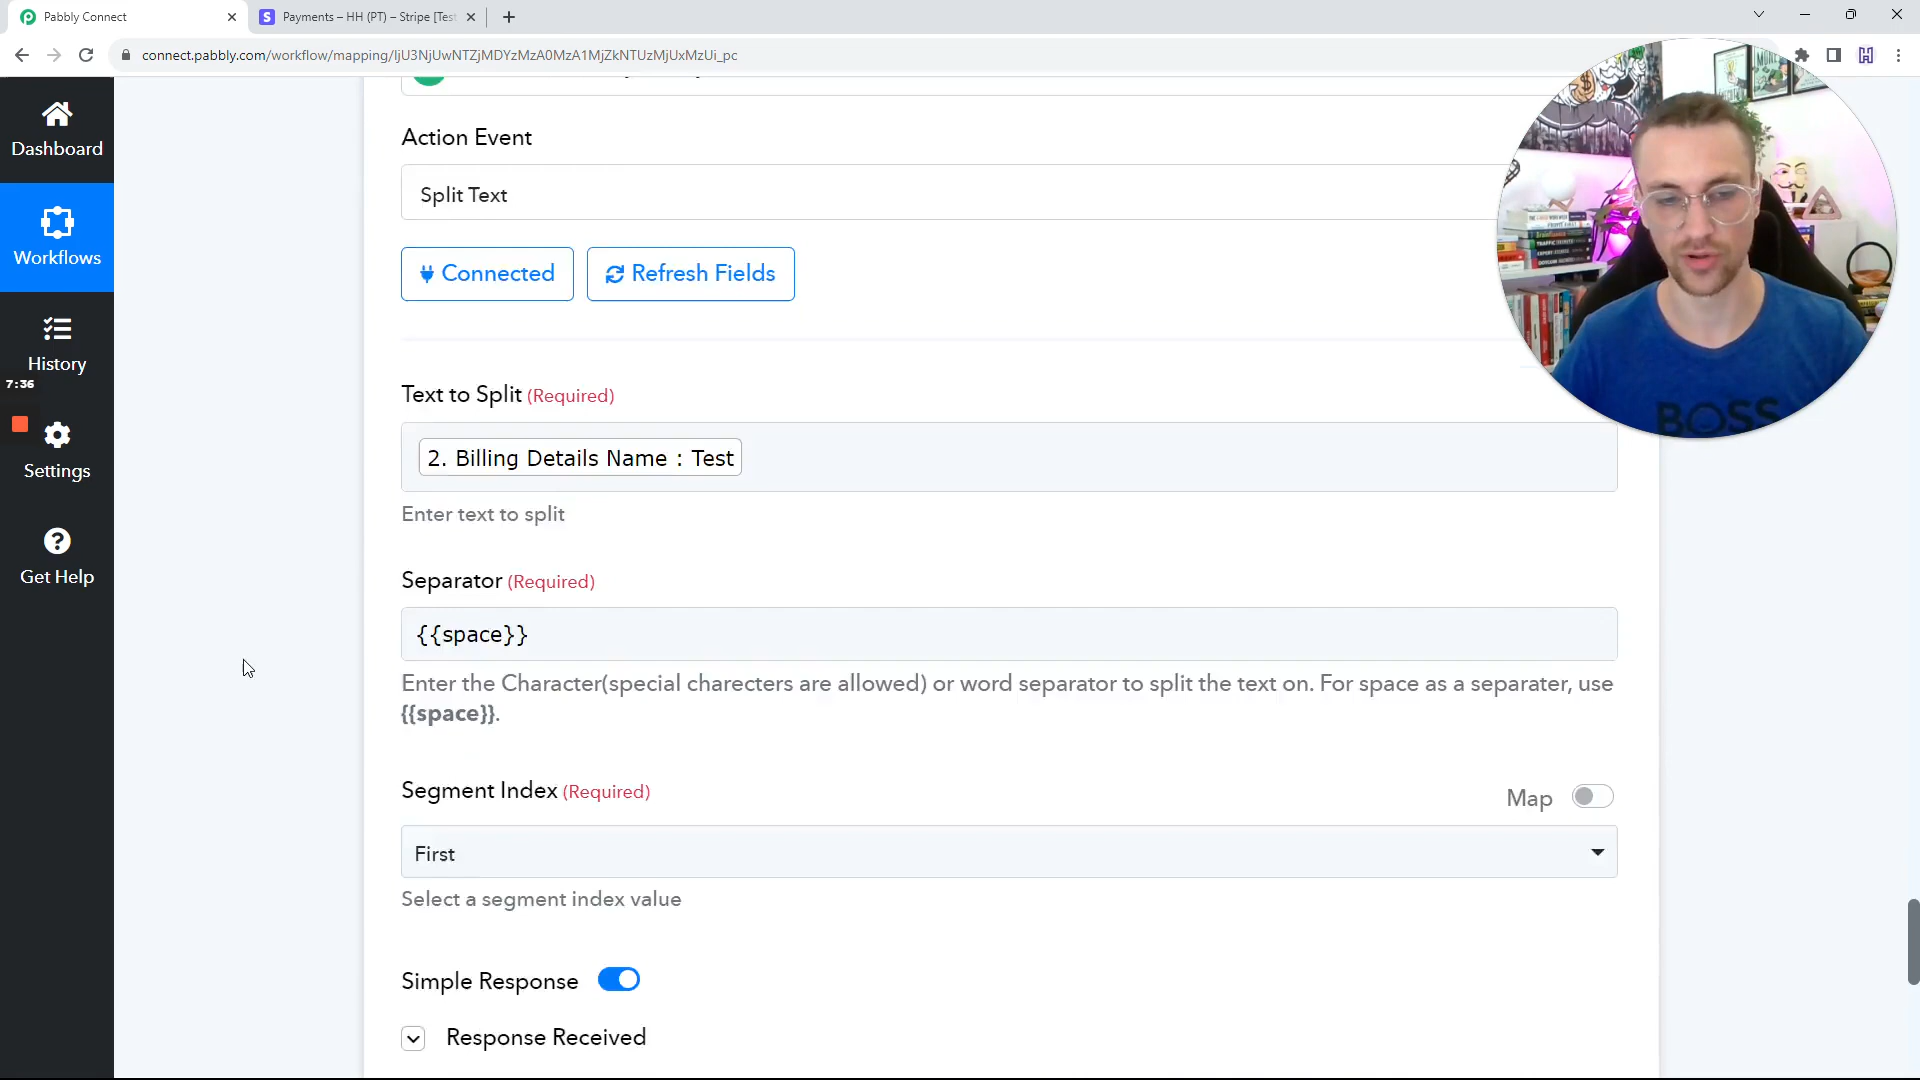 Pabbly Connect
Payments – HH (PT) – Stripe [Test
connect.pabbly.com/workflow/mapping/IjU3NjUwNTZjMDYzMzA0MzA1MjZkNTUzMjUxMzUi_pc
Dashboard
Workflows
History
7:36
Settings
Get Help
Action Event
Split Text
Connected
Refresh Fields
Text to Split (Required)
2. Billing Details Name : Test
Enter text to split
Separator (Required)
{{space}}
Enter the Character(special charecters are allowed) or word separator to split the text on. For space as a separater, use
{{space}}.
Segment Index (Required)
Map
First
Select a segment index value
Simple Response
Response Received
BOSS